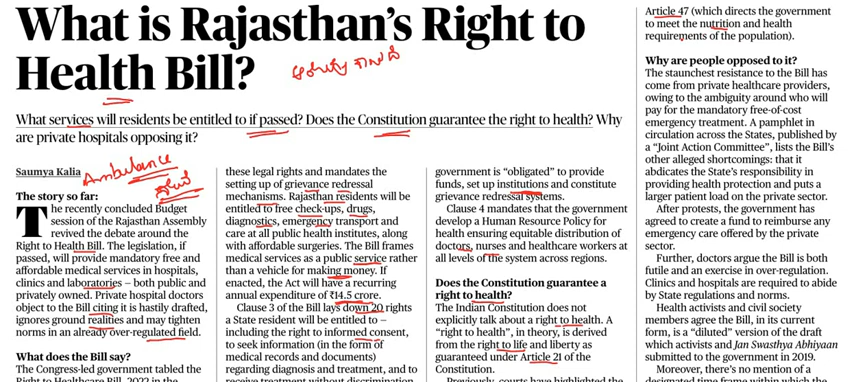 What is Rajasthan's Right to
Health Bill?
What services will residents be entitled to if passed? Does the Constitution guarantee the right to health? Why
are private hospitals opposing it?
Saumya Kalia
Ambulance
The story so far:
The recently concluded Budget
session of the Rajasthan Assembly
revived the debate around the
Right to Health Bill. The legislation, if
passed, will provide mandatory free and
affordable medical services in hospitals,
clinics and laboratories – both public and
privately owned. Private hospital doctors
object to the Bill citing it is hastily drafted,
ignores ground realities and may tighten
norms in an already over-regulated field.
What does the Bill say?
The Congress-led government tabled the
Right to Healthcare Bill, 2022 in the
these legal rights and mandates the
setting up of grievance redressal
mechanisms. Rajasthan residents will be
entitled to free check-ups, drugs,
diagnostics, emergency transport and
care at all public health institutes, along
with affordable surgeries. The Bill frames
medical services as a public service rather
than a vehicle for making money. If
enacted, the Act will have a recurring
annual expenditure of ₹14.5 crore.
Clause 3 of the Bill lays down 20 rights
a State resident will be entitled to –
including the right to informed consent,
to seek information (in the form of
medical records and documents)
regarding diagnosis and treatment, and to
receive treatment without discrimination
government is "obligated" to provide
funds, set up institutions and constitute
grievance redressal systems.
Clause 4 mandates that the government
develop a Human Resource Policy for
health ensuring equitable distribution of
doctors, nurses and healthcare workers at
all levels of the system across regions.
Does the Constitution guarantee a
right to health?
The Indian Constitution does not
explicitly talk about a right to health. A
"right to health", in theory, is derived
from the right to life and liberty as
guaranteed under Article 21 of the
Constitution.
Previously, courts have highlighted the
Article 47 (which directs the government
to meet the nutrition and health
requirements of the population).
Why are people opposed to it?
The staunchest resistance to the Bill has
come from private healthcare providers,
owing to the ambiguity around who will
pay for the mandatory free-of-cost
emergency treatment. A pamphlet in
circulation across the States, published by
a "Joint Action Committee", lists the Bill's
other alleged shortcomings: that it
abdicates the State's responsibility in
providing health protection and puts a
larger patient load on the private sector.
After protests, the government has
agreed to create a fund to reimburse any
emergency care offered by the private
sector.
Further, doctors argue the Bill is both
futile and an exercise in over-regulation.
Clinics and hospitals are required to be
abide by State regulations and norms.
Health activists and civil society
members agree the Bill, in its current
form, is a "diluted" version of the draft
which activists and Jan Swasthya Abhiyaan
submitted to the government in 2019.
Moreover, there's no mention of a
designated time frame within which the